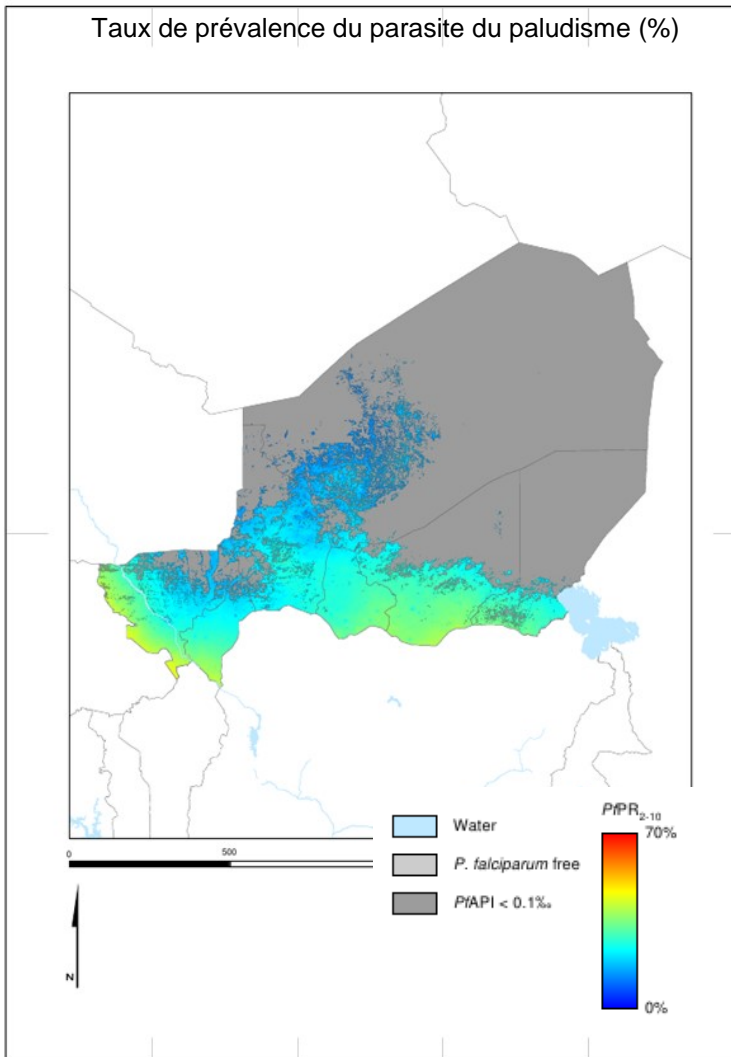 Taux de prévalence du parasite du paludisme (%)
0
500
N
Water
P. falciparum free
PfAPI < 0.1‰
PfPR2-10
70%
0%